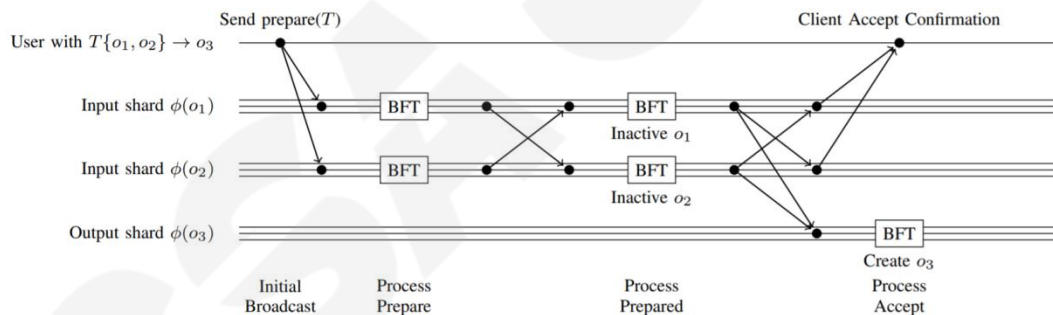 Send prepare(T)
Client Accept Confirmation
User with T{o₁, o₂} → o₃
Input shard ϕ(o₁)
BFT
BFT
Inactive o₁
Input shard ϕ(o₂)
BFT
BFT
Inactive o₂
Output shard ϕ(o₃)
BFT
Create o₃
Initial
Broadcast
Process
Prepare
Process
Prepared
Process
Accept